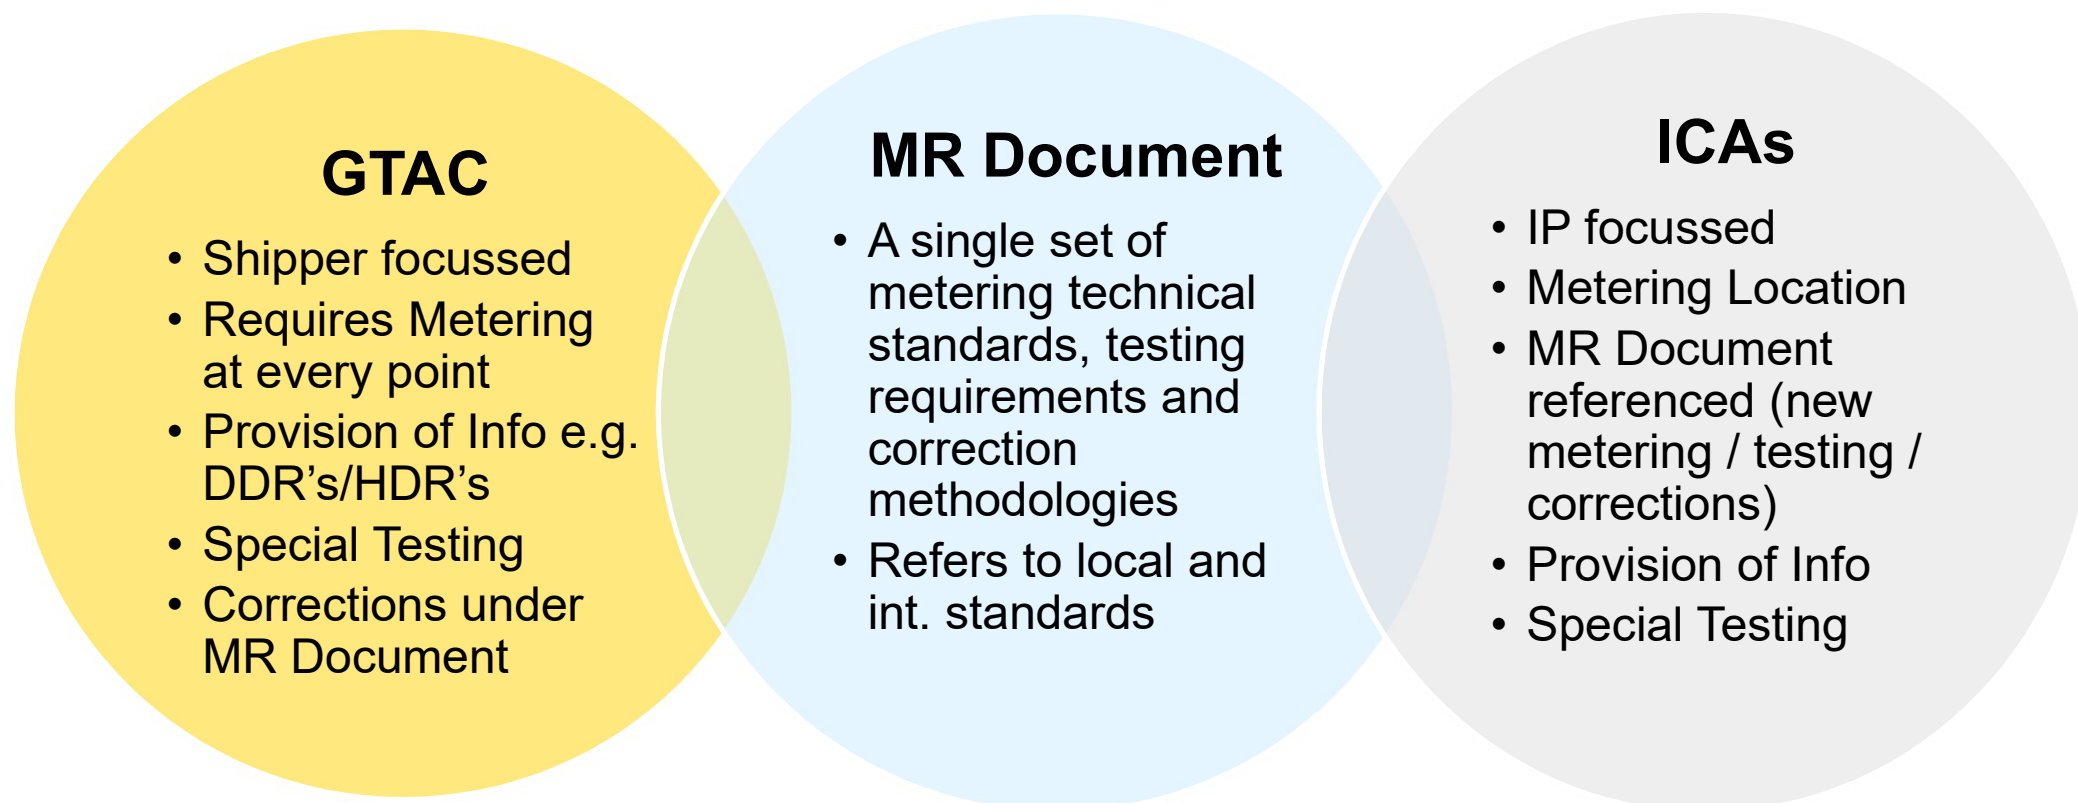 GTAC
• Shipper focussed
• Requires Metering
at every point
• Provision of Info e.g.
DDR's/HDR's
• Special Testing
• Corrections under
MR Document
MR Document
• A single set of
metering technical
standards, testing
requirements and
correction
methodologies
• Refers to local and
int. standards
ICAs
• IP focussed
• Metering Location
• MR Document
referenced (new
metering / testing /
corrections)
• Provision of Info
• Special Testing